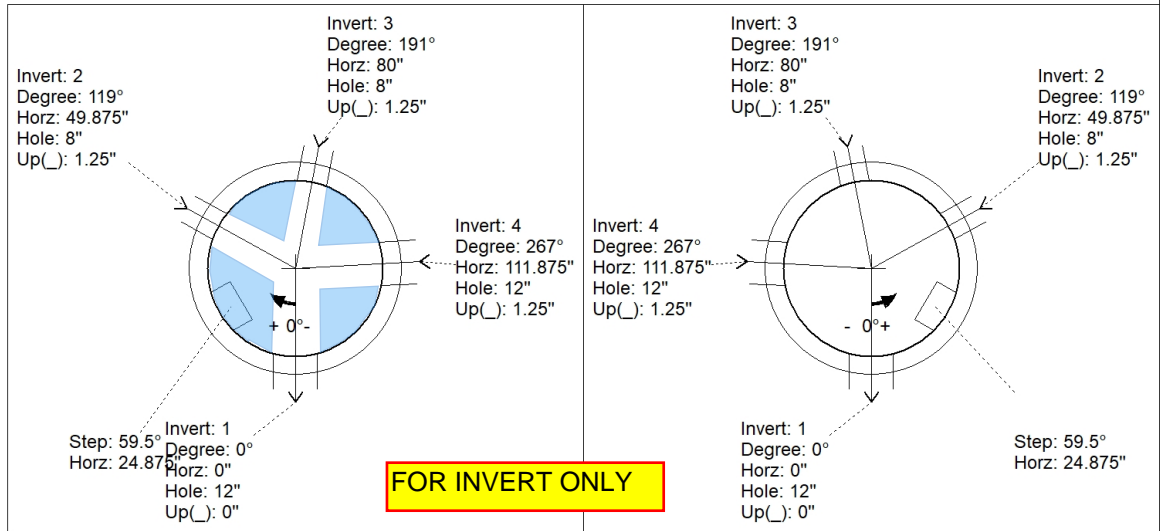 Invert: 3
Degree: 191°
Horz: 80"
Hole: 8"
Up(_): 1.25"
Invert: 2
Degree: 119°
Horz: 49.875"
Hole: 8"
Up(_): 1.25"
Invert: 4
Degree: 267°
Horz: 111.875"
Hole: 12"
Up(_): 1.25"
+ 0°-
Step: 59.5°
Horz: 24.875"
Invert: 1
Degree: 0°
Horz: 0"
Hole: 12"
Up(_): 0"
FOR INVERT ONLY
Invert: 3
Degree: 191°
Horz: 80"
Hole: 8"
Up(_): 1.25"
Invert: 2
Degree: 119°
Horz: 49.875"
Hole: 8"
Up(_): 1.25"
Invert: 4
Degree: 267°
Horz: 111.875"
Hole: 12"
Up(_): 1.25"
- 0°+
Invert: 1
Degree: 0°
Horz: 0"
Hole: 12"
Up(_): 0"
Step: 59.5°
Horz: 24.875"